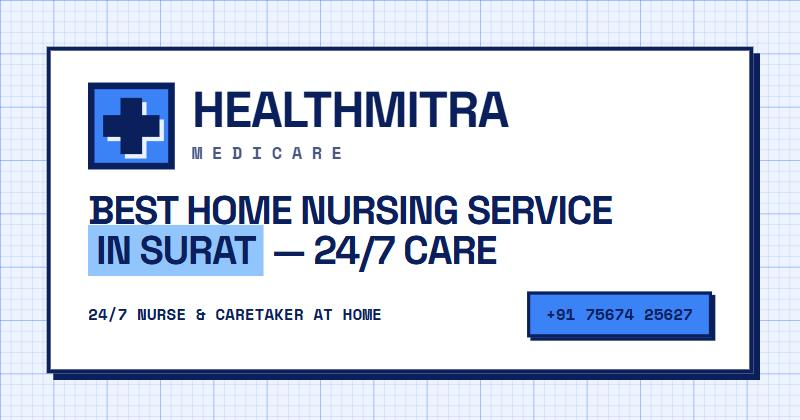 HEALTHMITRA
MEDICARE
BEST HOME NURSING SERVICE
IN SURAT — 24/7 CARE
24/7 NURSE & CARETAKER AT HOME
+91 75674 25627